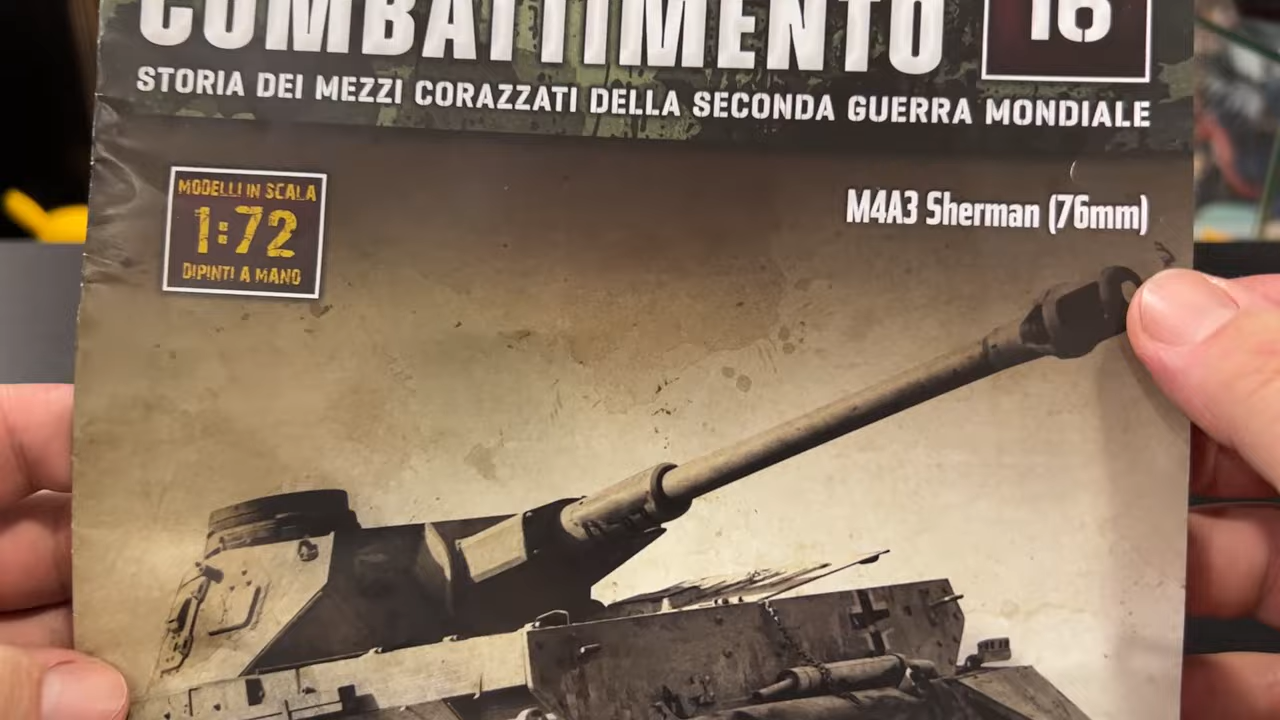 COMBATTIMENTO
16
STORIA DEI MEZZI CORAZZATI DELLA SECONDA GUERRA MONDIALE
MODELLI IN SCALA
1:72
DIPINTI A MANO
M4A3 Sherman (76mm)